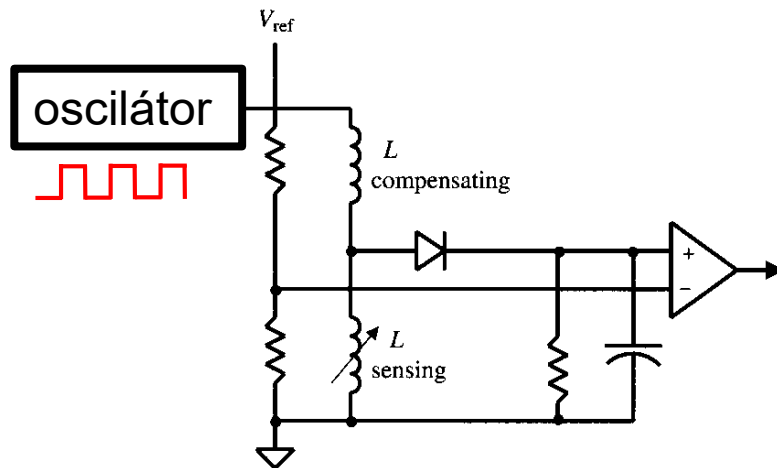 V_ref
oscilátor
L
compensating
+
−
L
sensing